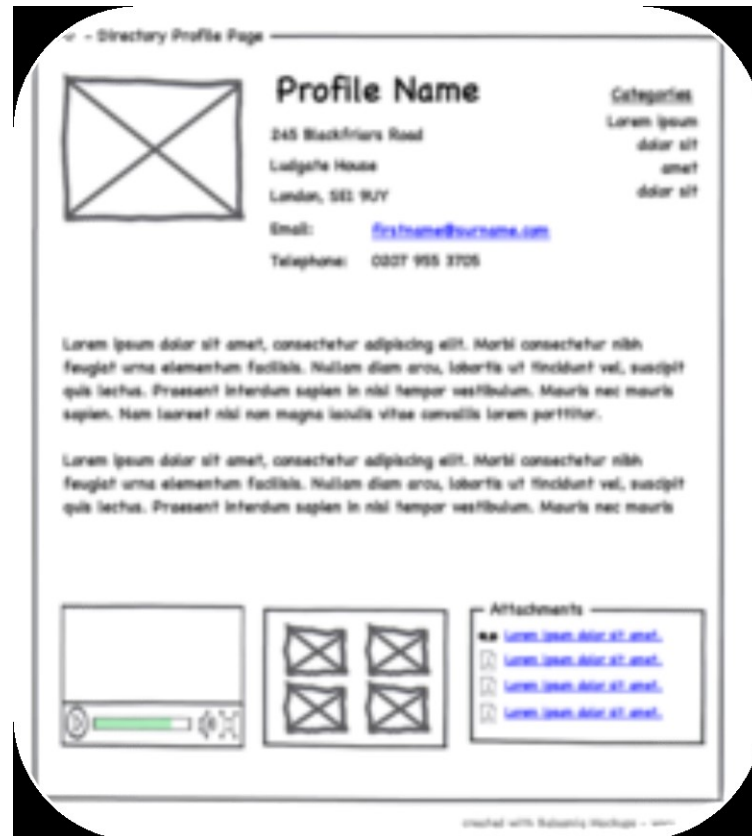 - Directory Profile Page
Profile Name
245 Blackfriars Road
Ludgate House
London, SE1 9UY
Email: firstname@surname.com
Telephone: 0207 955 3705
Categories
Lorem ipsum
dolor sit
amet
dolor sit
Lorem ipsum dolor sit amet, consectetur adipiscing elit. Morbi consectetur nibh
feugiat urna elementum facilisis. Nullam diam arcu, lobortis ut tincidunt vel, suscipit
quis lectus. Praesent interdum sapien in nisl tempor vestibulum. Mauris nec mauris
sapien. Nam laoreet nisl non magna iaculis vitae convallis lorem porttitor.
Lorem ipsum dolor sit amet, consectetur adipiscing elit. Morbi consectetur nibh
feugiat urna elementum facilisis. Nullam diam arcu, lobortis ut tincidunt vel, suscipit
quis lectus. Praesent interdum sapien in nisl tempor vestibulum. Mauris nec mauris
Attachments
Lorem ipsum dolor sit amet.
Lorem ipsum dolor sit amet.
Lorem ipsum dolor sit amet.
Lorem ipsum dolor sit amet.
created with Balsamiq Mockups -